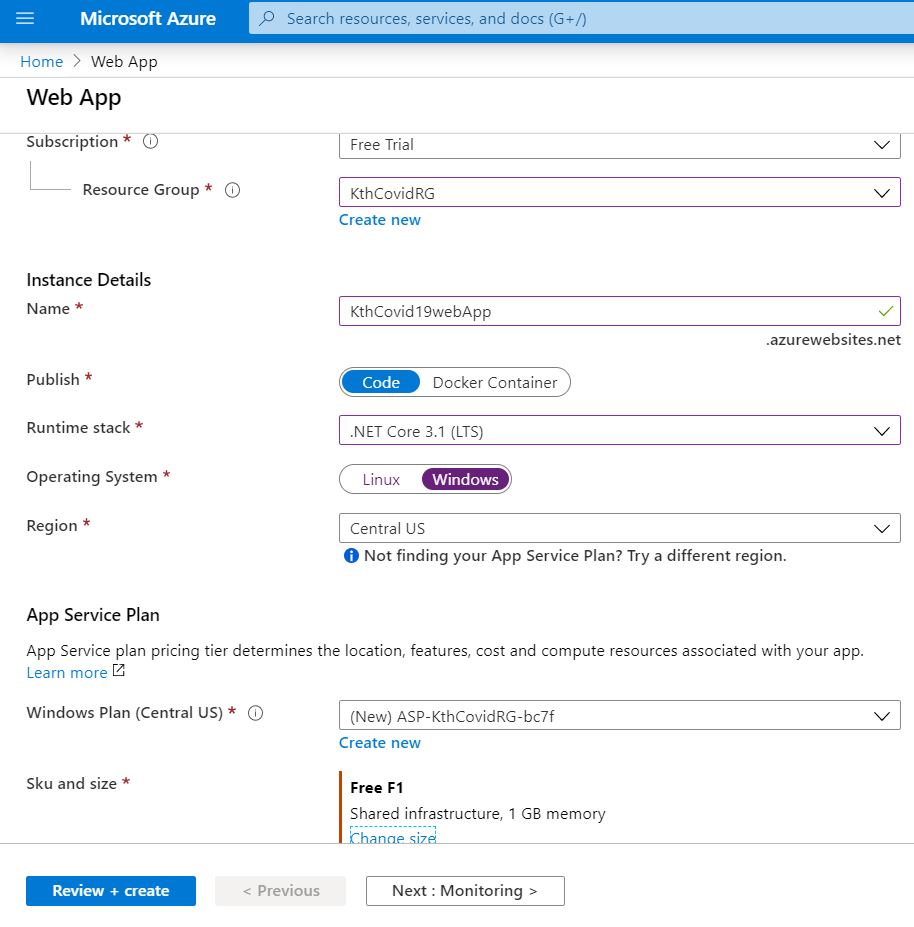 Microsoft Azure
Search resources, services, and docs (G+/)
Home > Web App
Web App
Subscription *
Free Trial
Resource Group *
KthCovidRG
Create new
Instance Details
Name *
KthCovid19webApp
.azurewebsites.net
Publish *
Code Docker Container
Runtime stack *
.NET Core 3.1 (LTS)
Operating System *
Linux Windows
Region *
Central US
Not finding your App Service Plan? Try a different region.
App Service Plan
App Service plan pricing tier determines the location, features, cost and compute resources associated with your app.
Learn more
Windows Plan (Central US) *
(New) ASP-KthCovidRG-bc7f
Create new
Sku and size *
Free F1
Shared infrastructure, 1 GB memory
Change size
Review + create
< Previous
Next : Monitoring >